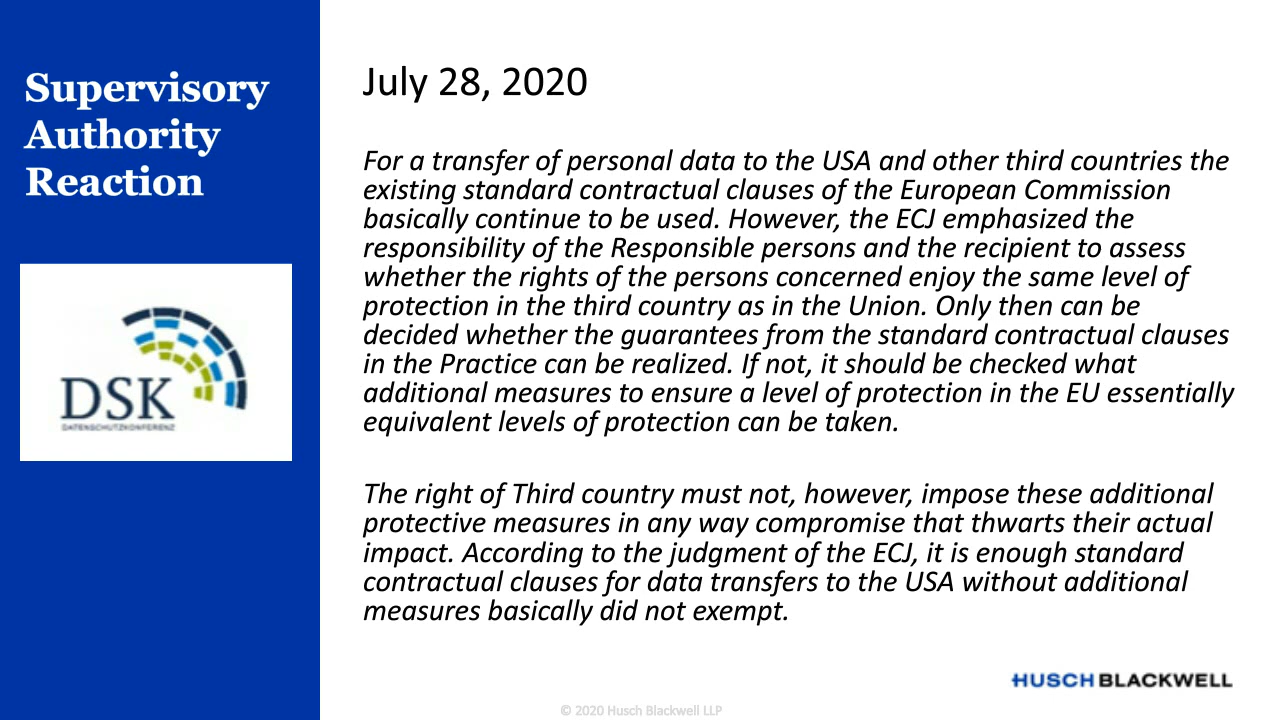 Supervisory
Authority
Reaction
DSK
DATENSCHUTZKONFERENZ
July 28, 2020
For a transfer of personal data to the USA and other third countries the
existing standard contractual clauses of the European Commission
basically continue to be used. However, the ECJ emphasized the
responsibility of the Responsible persons and the recipient to assess
whether the rights of the persons concerned enjoy the same level of
protection in the third country as in the Union. Only then can be
decided whether the guarantees from the standard contractual clauses
in the Practice can be realized. If not, it should be checked what
additional measures to ensure a level of protection in the EU essentially
equivalent levels of protection can be taken.
The right of Third country must not, however, impose these additional
protective measures in any way compromise that thwarts their actual
impact. According to the judgment of the ECJ, it is enough standard
contractual clauses for data transfers to the USA without additional
measures basically did not exempt.
HUSCH BLACKWELL
© 2020 Husch Blackwell LLP